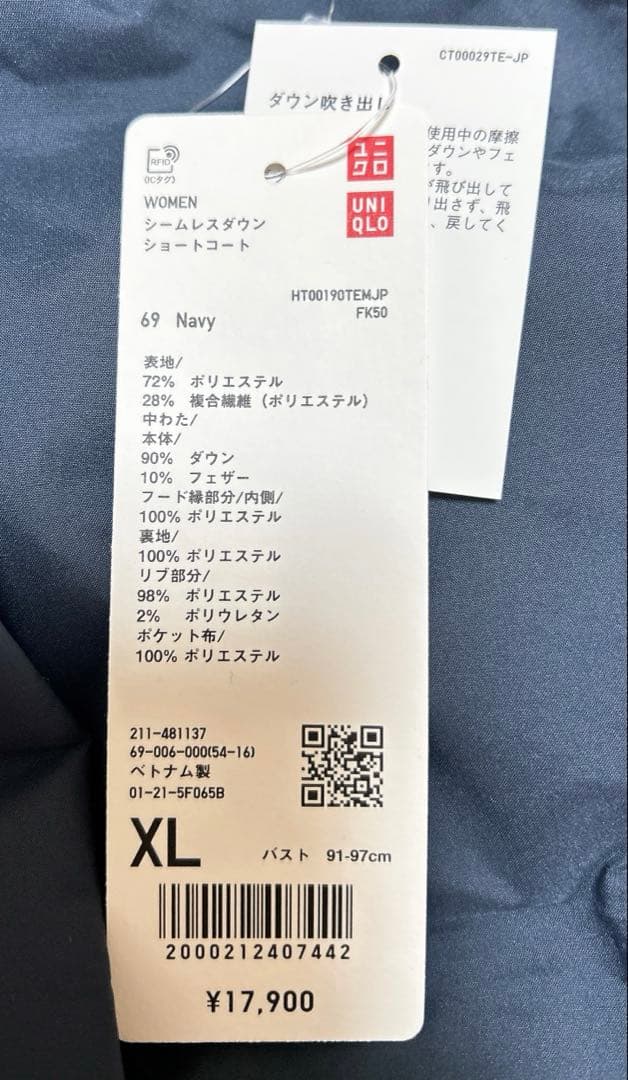 CT00029TE-JP
ダウン吹き出し
使用中の摩擦
ダウンやフェ
す。
飛び出して
出さず、飛
、戻してく
RFID
(ICタグ)
ユニ
クロ
UNI
QLO
WOMEN
シームレスダウン
ショートコート
HT00190TEMJP
FK50
69 Navy
表地/
72% ポリエステル
28% 複合繊維（ポリエステル）
中わた/
本体/
90% ダウン
10% フェザー
フード縁部分/内側/
100% ポリエステル
裏地/
100% ポリエステル
リブ部分/
98% ポリエステル
2% ポリウレタン
ポケット布/
100% ポリエステル
211-481137
69-006-000(54-16)
ベトナム製
01-21-5F065B
XL バスト 91-97cm
2000212407442
¥17,900